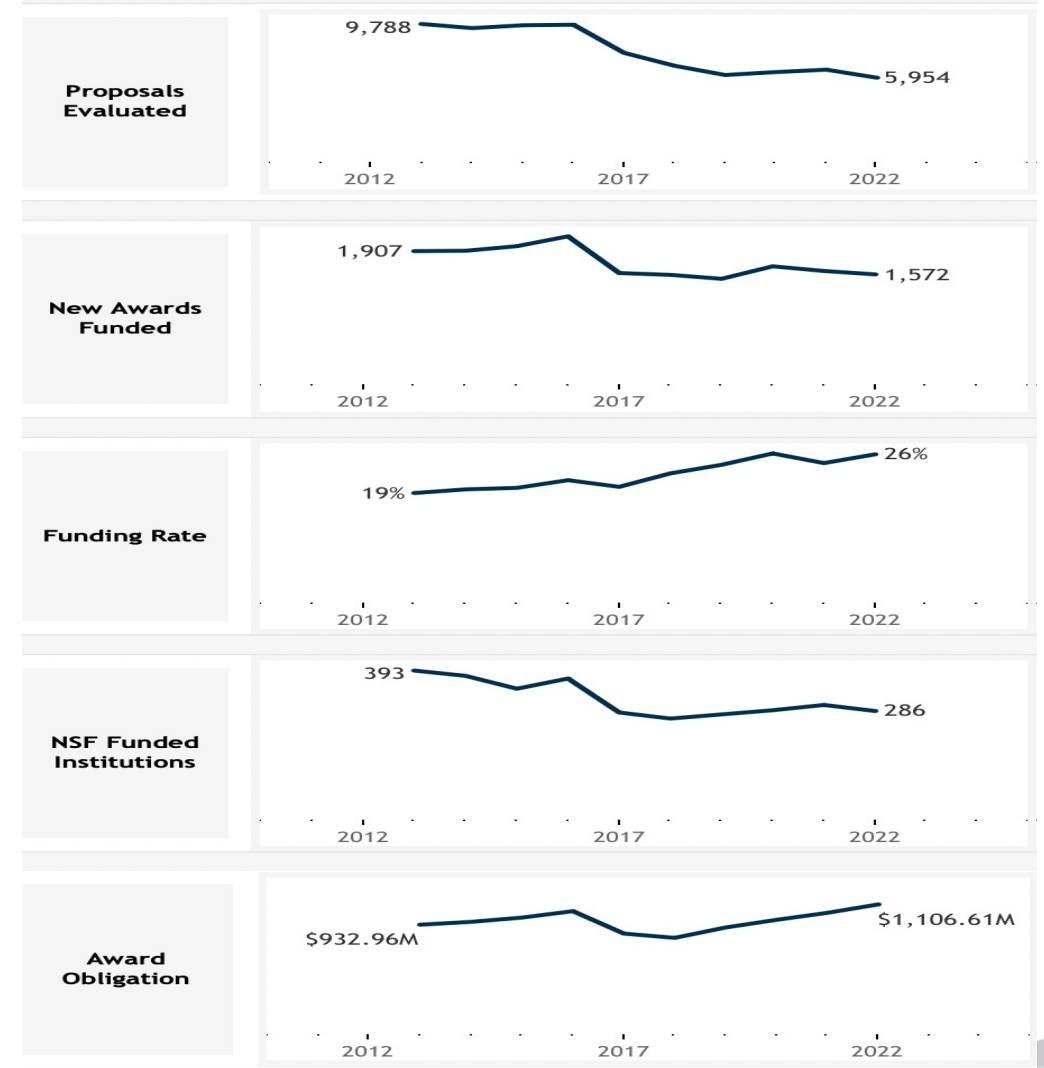 9,788
5,954
Proposals
Evaluated
2012
2017
2022
1,907
1,572
New Awards
Funded
2012
2017
2022
26%
19%
Funding Rate
2012
2017
2022
393
286
NSF Funded
Institutions
2012
2017
2022
$1,106.61M
$932.96M
Award
Obligation
2012
2017
2022